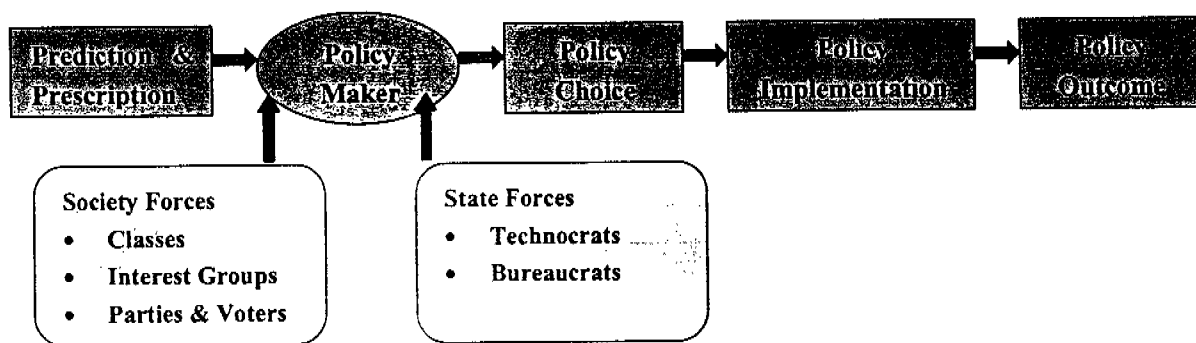 Prediction &
Prescription
Policy
Maker
Policy
Choice
Policy
Implementation
Policy
Outcome
Society Forces
• Classes
• Interest Groups
• Parties & Voters
State Forces
• Technocrats
• Bureaucrats